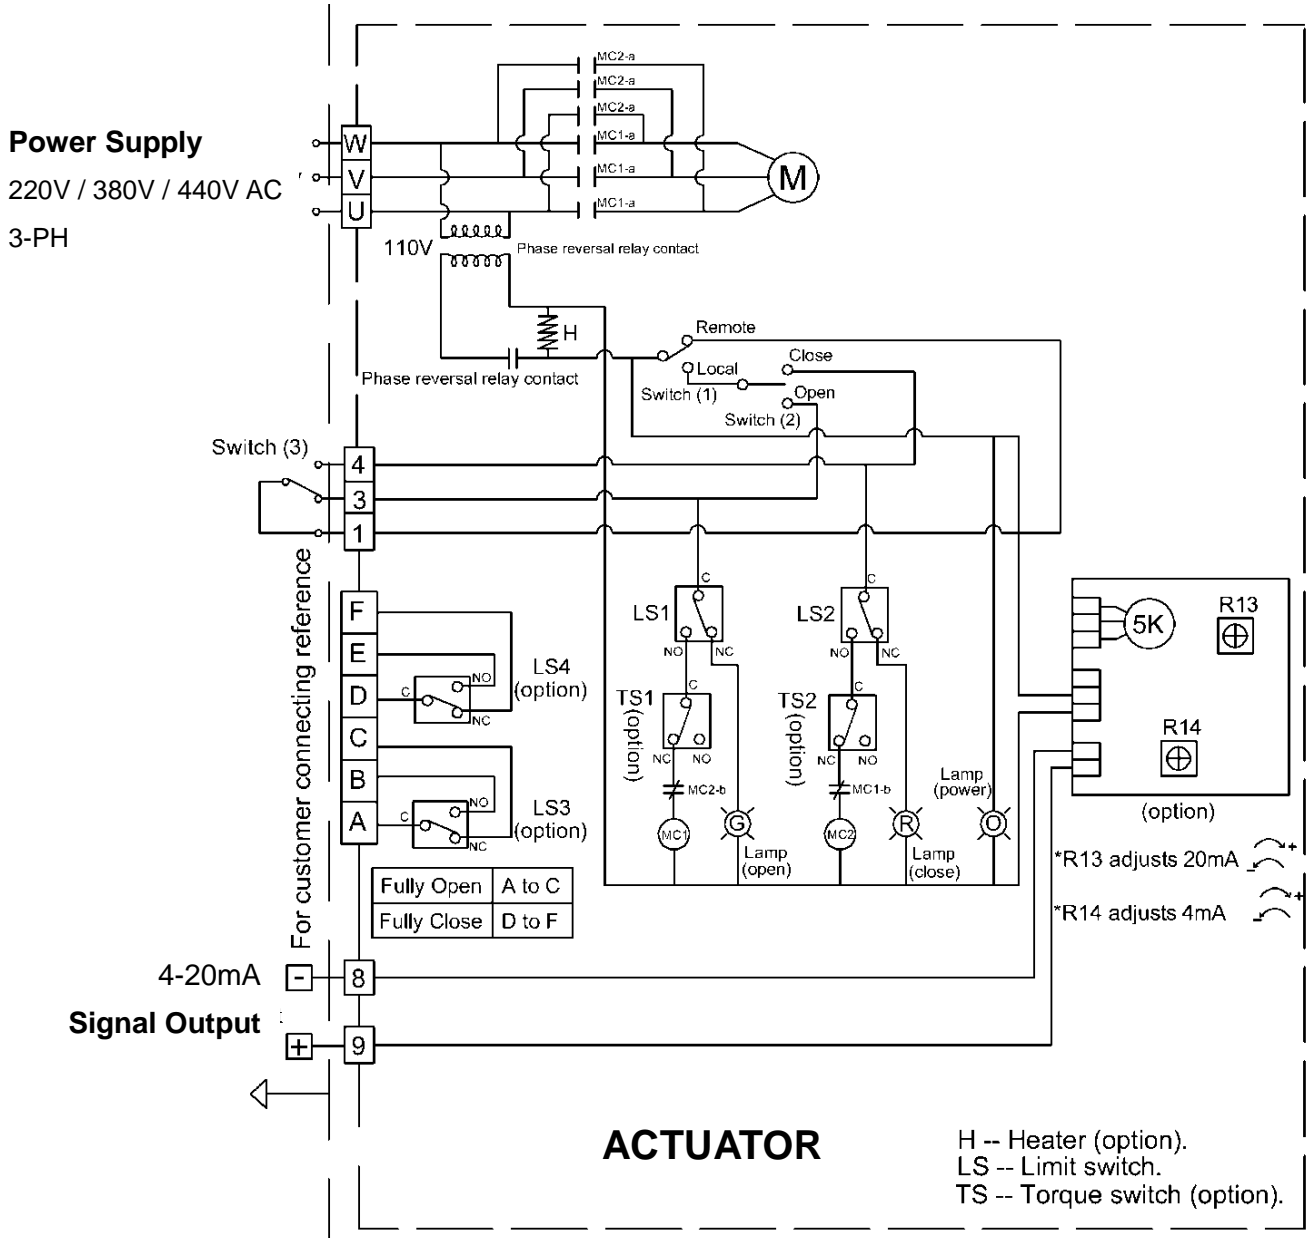 Power Supply
220V / 380V / 440V AC
3-PH
W
V
U
MC2-a
MC2-a
MC2-a
MC1-a
MC1-a
MC1-a
M
110V
Phase reversal relay contact
H
Phase reversal relay contact
Remote
Local
Switch (1)
Close
Open
Switch (2)
Switch (3)
4
3
1
For customer connecting reference
F
E
D
C
B
A
C
NO
NC
LS4
(option)
C
NO
NC
LS3
(option)
Fully Open A to C
Fully Close D to F
LS1
C
NO
NC
TS1
(option)
C
NC
NO
MC2-b
MC1
G
Lamp
(open)
LS2
C
NO
NC
TS2
(option)
C
NC
NO
MC1-b
MC2
R
Lamp
(close)
Lamp
(power)
O
5K
R13
R14
(option)
*R13 adjusts 20mA
+
-
*R14 adjusts 4mA
+
-
4-20mA
-
8
Signal Output
+
9
ACTUATOR
H -- Heater (option).
LS -- Limit switch.
TS -- Torque switch (option).